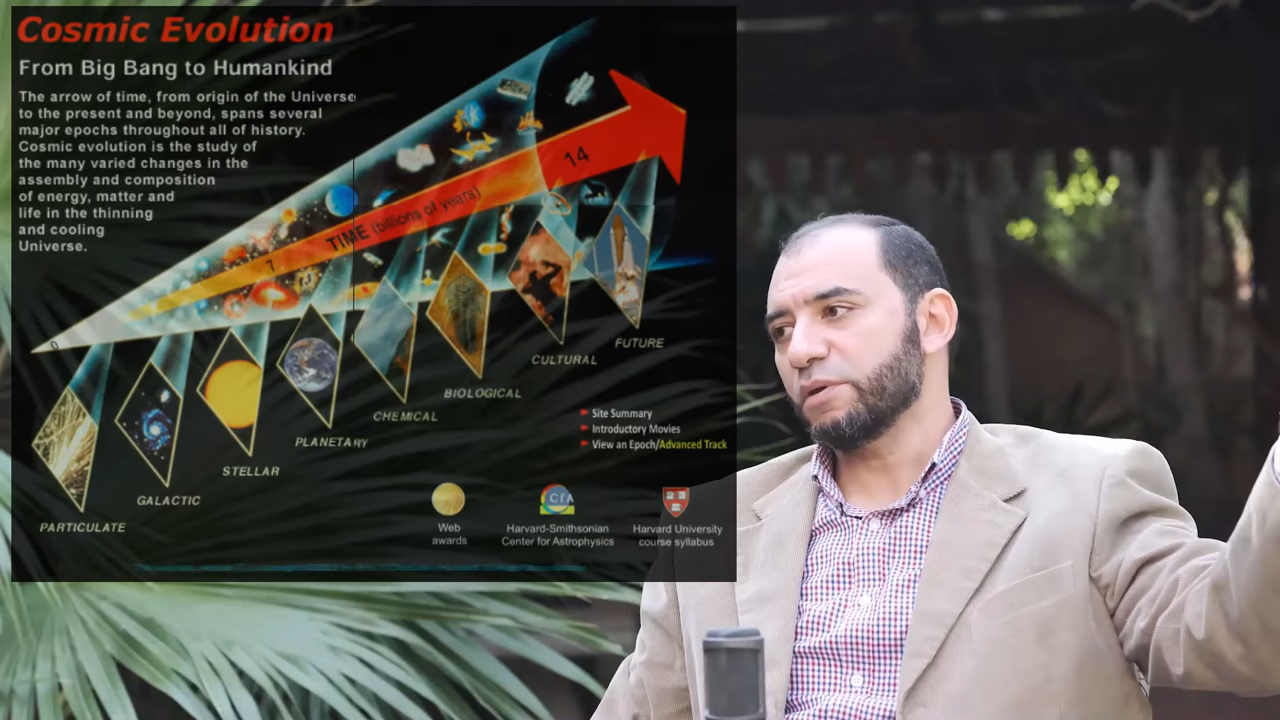 Cosmic Evolution
From Big Bang to Humankind
The arrow of time, from origin of the Universe
to the present and beyond, spans several
major epochs throughout all of history.
Cosmic evolution is the study of
the many varied changes in the
assembly and composition
of energy, matter and
life in the thinning
and cooling
Universe.
0
7
TIME (billions of years)
14
PARTICULATE
GALACTIC
STELLAR
PLANETARY
CHEMICAL
BIOLOGICAL
CULTURAL
FUTURE
Site Summary
Introductory Movies
View an Epoch/Advanced Track
Web
awards
CfA
Harvard-Smithsonian
Center for Astrophysics
Harvard University
course syllabus